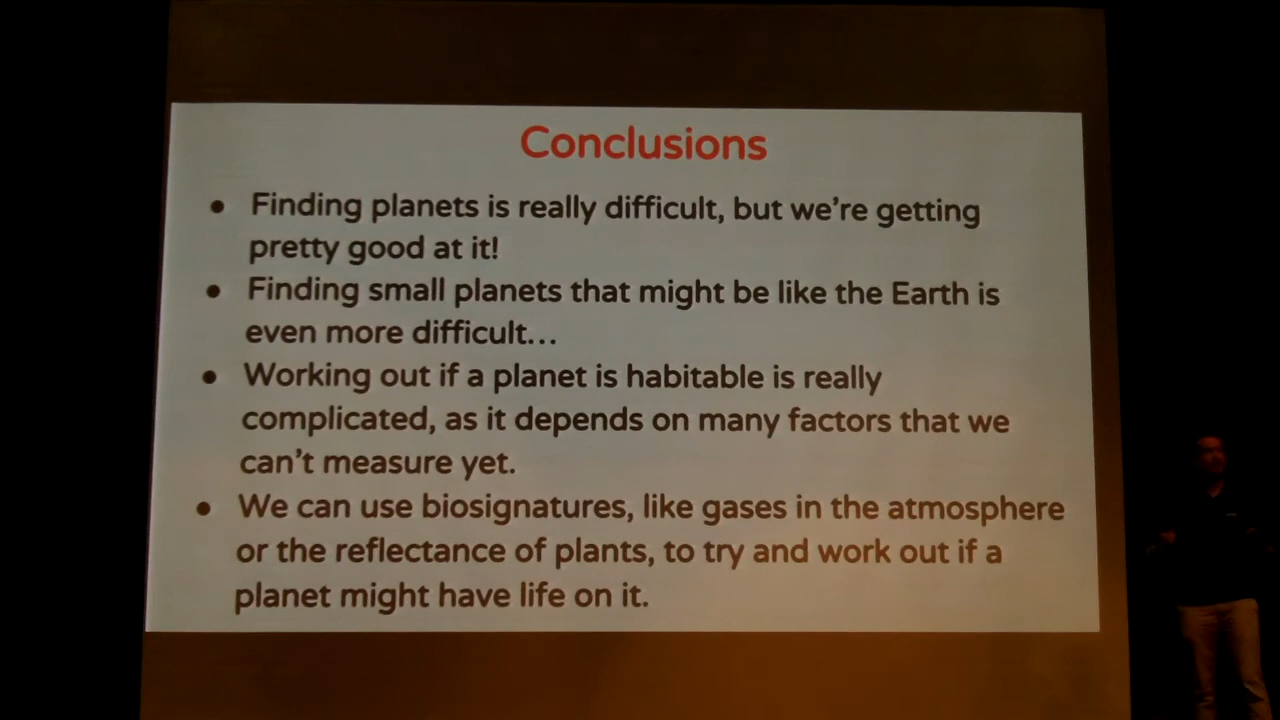 Conclusions
● Finding planets is really difficult, but we're getting
pretty good at it!
● Finding small planets that might be like the Earth is
even more difficult...
● Working out if a planet is habitable is really
complicated, as it depends on many factors that we
can't measure yet.
● We can use biosignatures, like gases in the atmosphere
or the reflectance of plants, to try and work out if a
planet might have life on it.